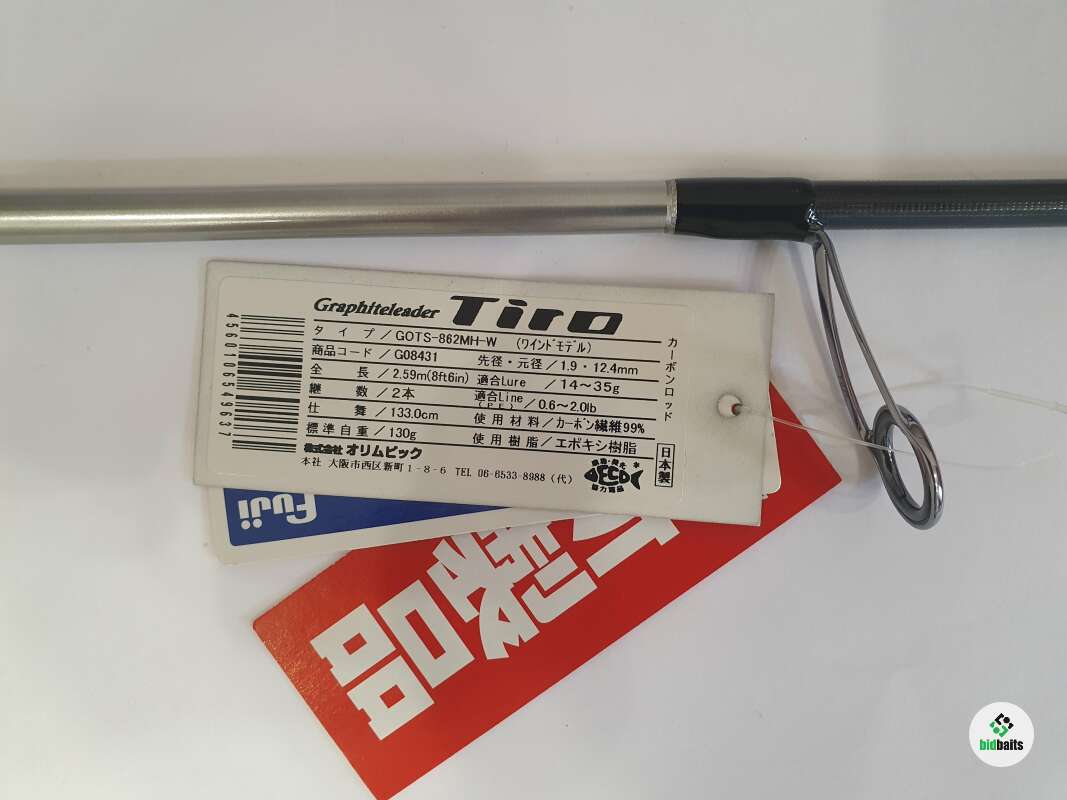 Graphiteleader Tiro
カーボンロッド
タイプ／GOTS-862MH-W (ワインドモデル)
商品コード／G08431 先径・元径／1.9・12.4mm
全長／2.59m(8ft6in) 適合Lure／14～35g
継数／2本 適合Line(P.E)／0.6～2.0lb
仕舞／133.0cm 使用材料／カーボン繊維99%
標準自重／130g 使用樹脂／エポキシ樹脂
株式会社オリムピック
日本製
本社 大阪市西区新町1-8-6 TEL 06-6533-8988（代）
4560106549637
Fuji
bidbaits